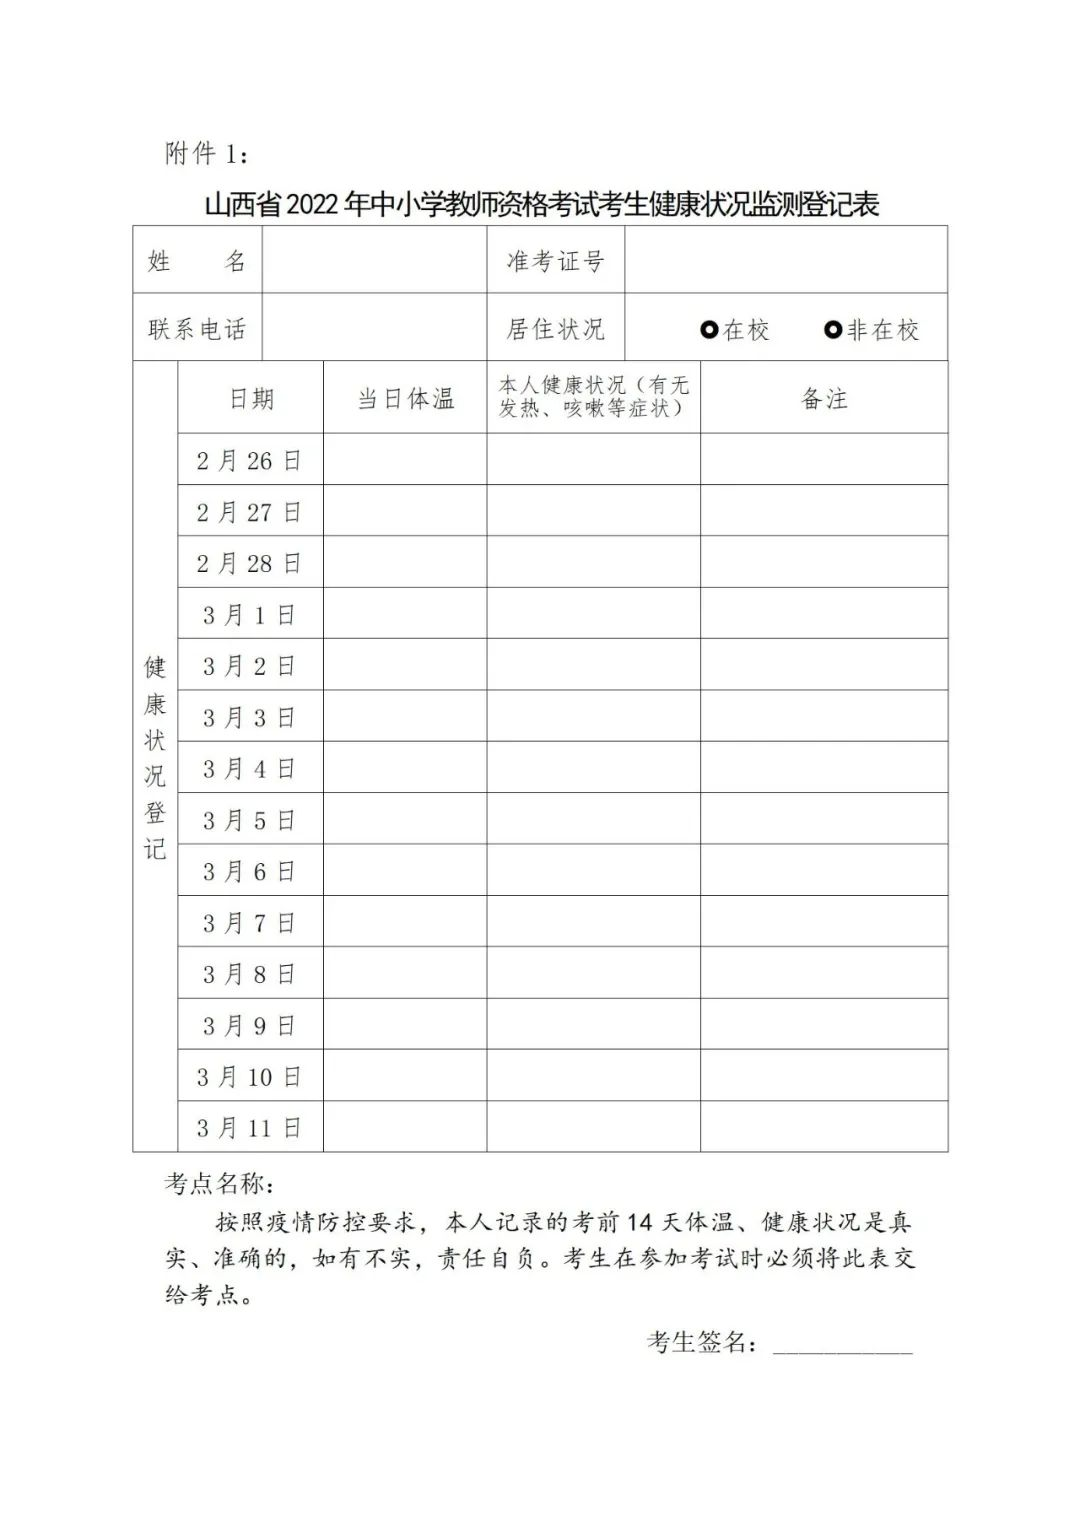 附件 1：
山西省 2022 年中小学教师资格考试考生健康状况监测登记表
姓 名 准考证号
联系电话 居住状况 在校 非在校
日期 当日体温 本人健康状况（有无 备注
发热、咳嗽等症状）
2 月 26 日
2 月 27 日
2 月 28 日
3 月 1 日
3 月 2 日
3 月 3 日
3 月 4 日
3 月 5 日
3 月 6 日
3 月 7 日
3 月 8 日
3 月 9 日
3 月 10 日
3 月 11 日
健
康
状
况
登
记
考点名称：
按照疫情防控要求，本人记录的考前 14 天体温、健康状况是真
实、准确的，如有不实，责任自负。考生在参加考试时必须将此表交
给考点。
考生签名：___________